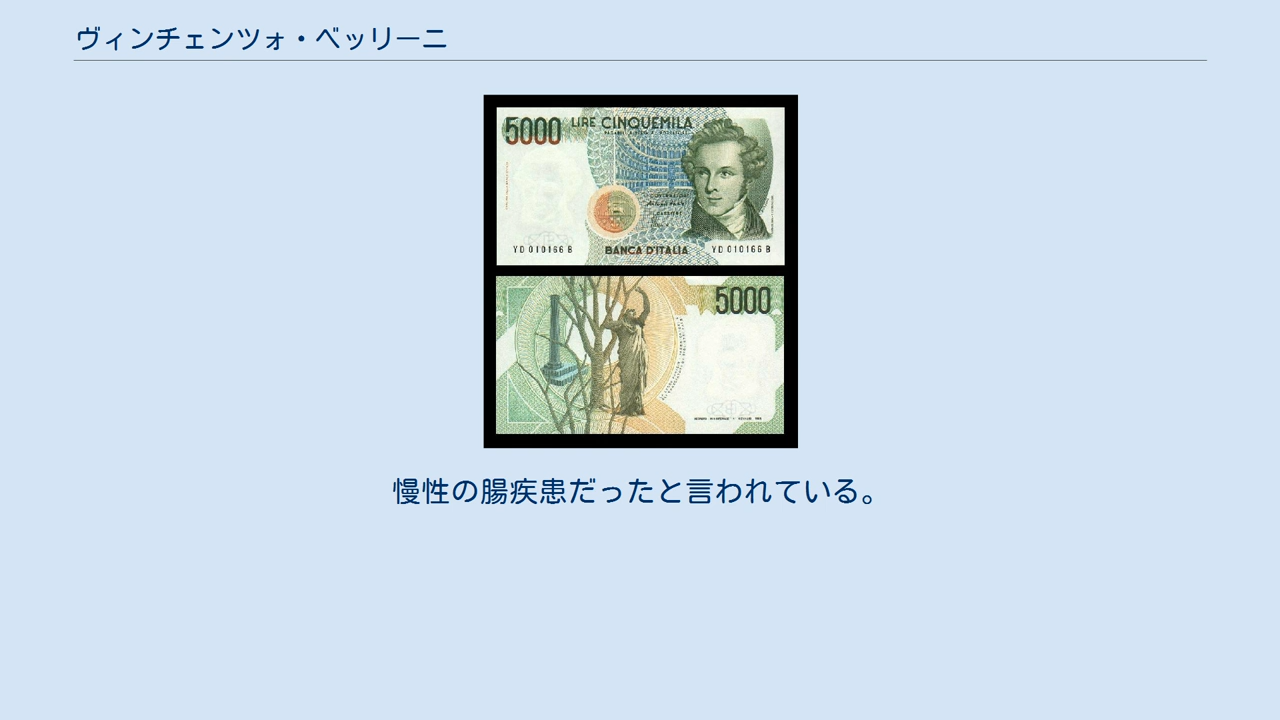 ヴィンチェンツォ・ベッリーニ
5000
LIRE CINQUEMILA
YD 010166 B
BANCA D'ITALIA
YD 010166 B
5000
慢性の腸疾患だったと言われている。